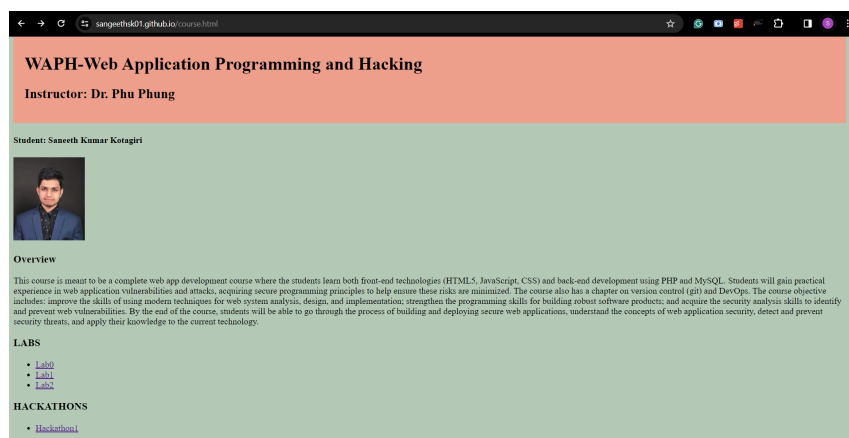 sangeethsk01.github.io/course.html
WAPH-Web Application Programming and Hacking
Instructor: Dr. Phu Phung
Student: Saneeth Kumar Kotagiri
Overview
This course is meant to be a complete web app development course where the students learn both front-end technologies (HTML5, JavaScript, CSS) and back-end development using PHP and MySQL. Students will gain practical
experience in web application vulnerabilities and attacks, acquiring secure programming principles to help ensure these risks are minimized. The course also has a chapter on version control (git) and DevOps. The course objective
includes: improve the skills of using modern techniques for web system analysis, design, and implementation; strengthen the programming skills for building robust software products; and acquire the security analysis skills to identify
and prevent web vulnerabilities. By the end of the course, students will be able to go through the process of building and deploying secure web applications, understand the concepts of web application security, detect and prevent
security threats, and apply their knowledge to the current technology.
LABS
• Lab0
• Lab1
• Lab2
HACKATHONS
• Hackathon1